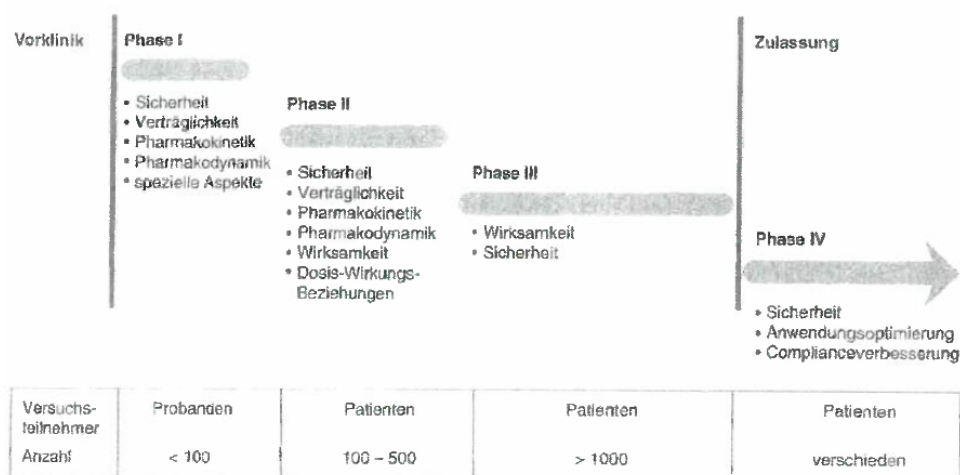 Vorklinik
Phase I
• Sicherheit
• Verträglichkeit
• Pharmakokinetik
• Pharmakodynamik
• spezielle Aspekte
Phase II
• Sicherheit
• Verträglichkeit
• Pharmakokinetik
• Pharmakodynamik
• Wirksamkeit
• Dosis-Wirkungs-
Beziehungen
Phase III
• Wirksamkeit
• Sicherheit
Zulassung
Phase IV
• Sicherheit
• Anwendungsoptimierung
• Complianceverbesserung
Versuchs-
teilnehmer
Probanden
Patienten
Patienten
Patienten
Anzahl
< 100
100 – 500
> 1000
verschieden